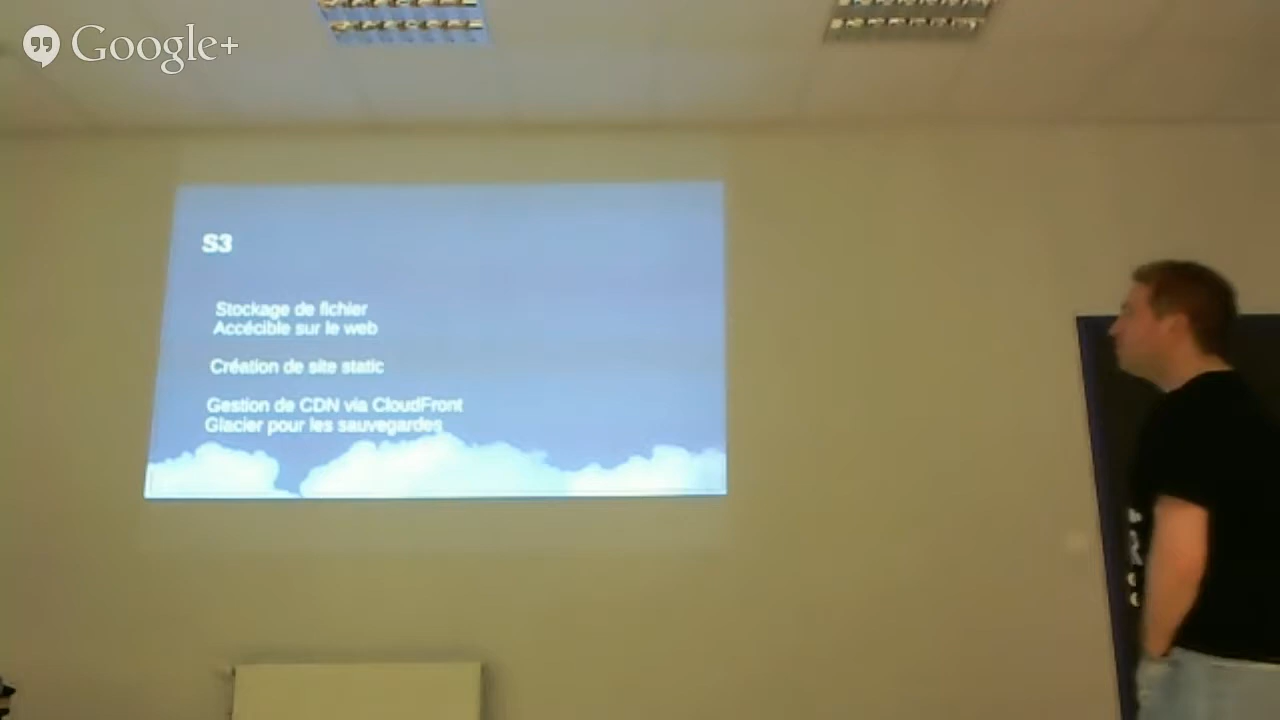 Google+
S3
Stockage de fichier
Accécible sur le web
Création de site static
Gestion de CDN via CloudFront
Glacier pour les sauvegardes